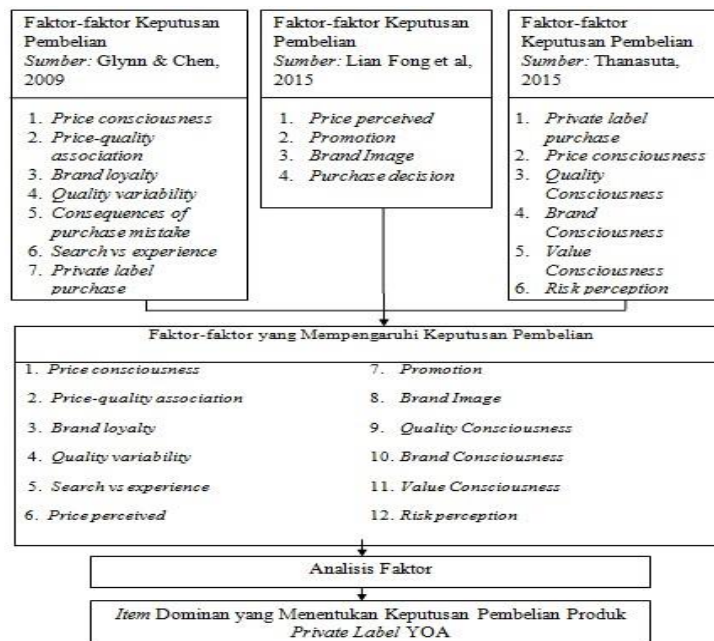 Faktor-faktor Keputusan
Pembelian
Sumber: Glynn & Chen,
2009
1. Price consciousness
2. Price-quality
association
3. Brand loyalty
4. Quality variability
5. Consequences of
purchase mistake
6. Search vs experience
7. Private label
purchase
Faktor-faktor Keputusan
Pembelian
Sumber: Lian Fong et al,
2015
1. Price perceived
2. Promotion
3. Brand Image
4. Purchase decision
Faktor-faktor
Keputusan Pembelian
Sumber: Thanasuta,
2015
1. Private label
purchase
2. Price consciousness
3. Quality
Consciousness
4. Brand
Consciousness
5. Value
Consciousness
6. Risk perception
Faktor-faktor yang Mempengaruhi Keputusan Pembelian
1. Price consciousness
2. Price-quality association
3. Brand loyalty
4. Quality variability
5. Search vs experience
6. Price perceived
7. Promotion
8. Brand Image
9. Quality Consciousness
10. Brand Consciousness
11. Value Consciousness
12. Risk perception
Analisis Faktor
Item Dominan yang Menentukan Keputusan Pembelian Produk
Private Label YOA